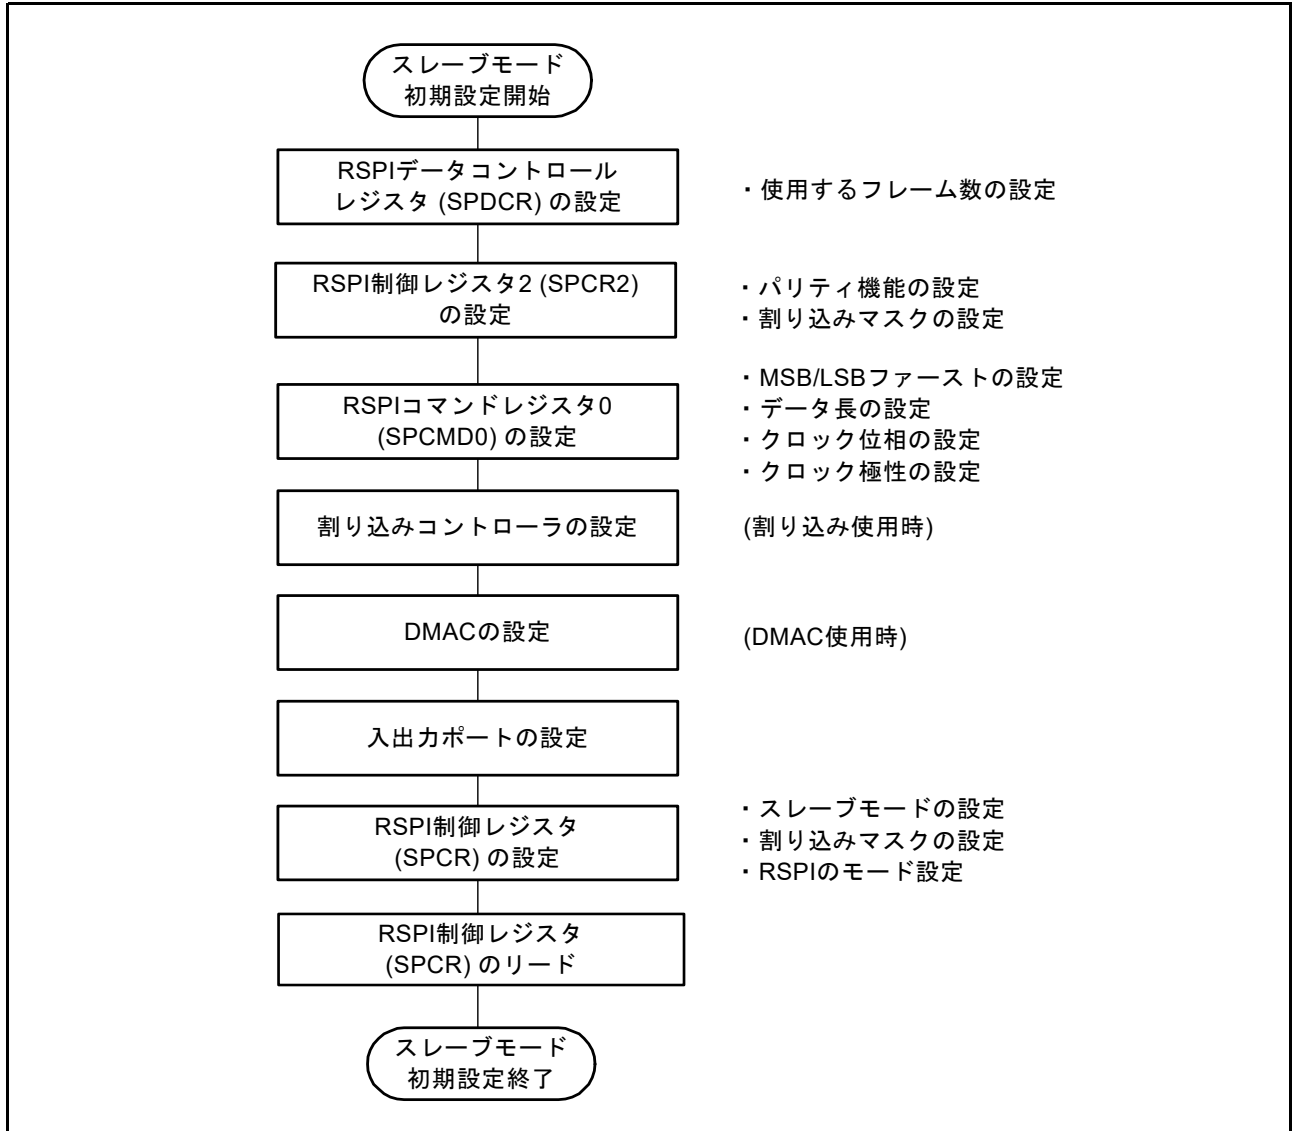 スレーブモード
初期設定開始
RSPIデータコントロール
レジスタ (SPDCR) の設定
・使用するフレーム数の設定
RSPI制御レジスタ2 (SPCR2)
の設定
・パリティ機能の設定
・割り込みマスクの設定
RSPIコマンドレジスタ0
(SPCMD0) の設定
・MSB/LSBファーストの設定
・データ長の設定
・クロック位相の設定
・クロック極性の設定
割り込みコントローラの設定
(割り込み使用時)
DMACの設定
(DMAC使用時)
入出力ポートの設定
RSPI制御レジスタ
(SPCR) の設定
・スレーブモードの設定
・割り込みマスクの設定
・RSPIのモード設定
RSPI制御レジスタ
(SPCR) のリード
スレーブモード
初期設定終了